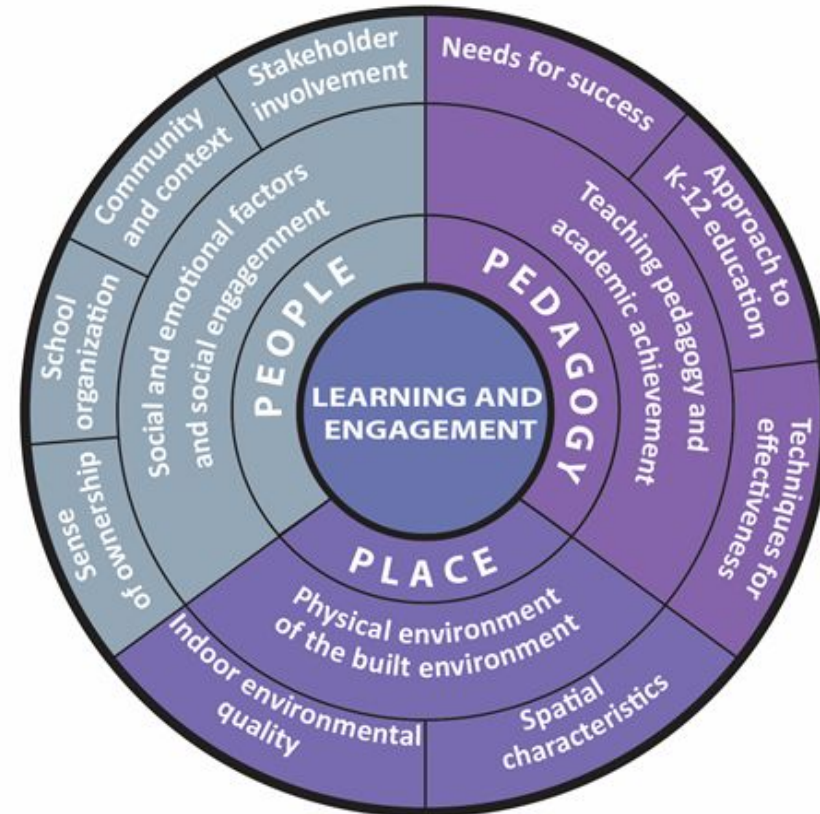 LEARNING AND
ENGAGEMENT
PEOPLE
Social and emotional factors
and social engagemnent
Sense
of ownership
School
organization
Community
and context
Stakeholder
involvement
PEDAGOGY
Teaching pedagogy and
academic achievement
Needs for success
Approach to
K-12 education
Techniques for
effectiveness
PLACE
Physical environment
of the built environment
Indoor environmental
quality
Spatial
characteristics